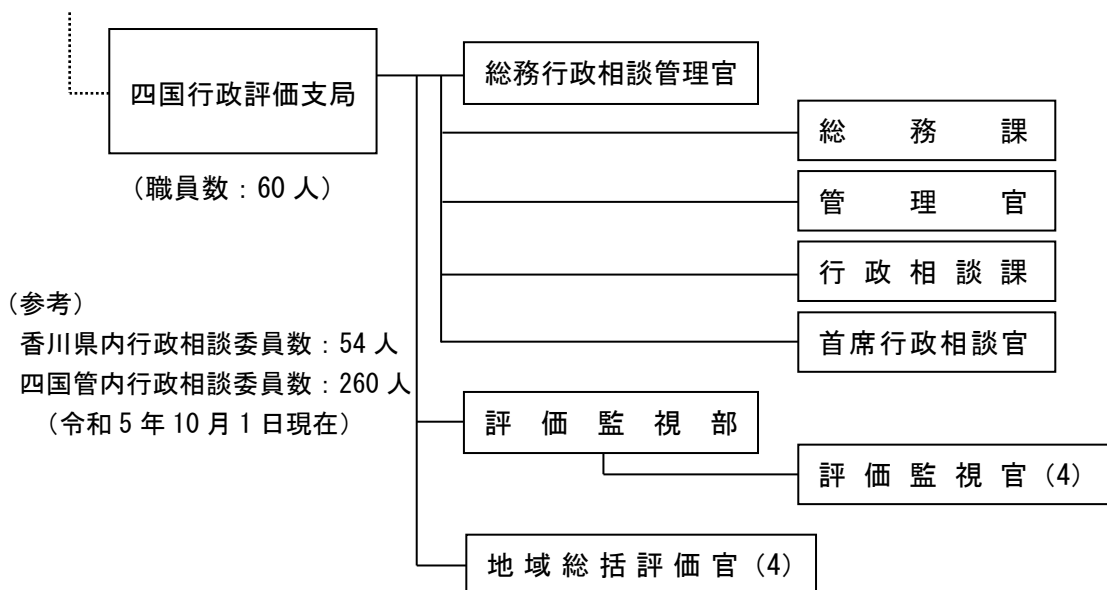 四国行政評価支局
（職員数：60人）
（参考）
香川県内行政相談委員数：54人
四国管内行政相談委員数：260人
（令和5年10月1日現在）
総務行政相談管理官
総務課
管理官
行政相談課
首席行政相談官
評価監視部
評価監視官(4)
地域総括評価官(4)